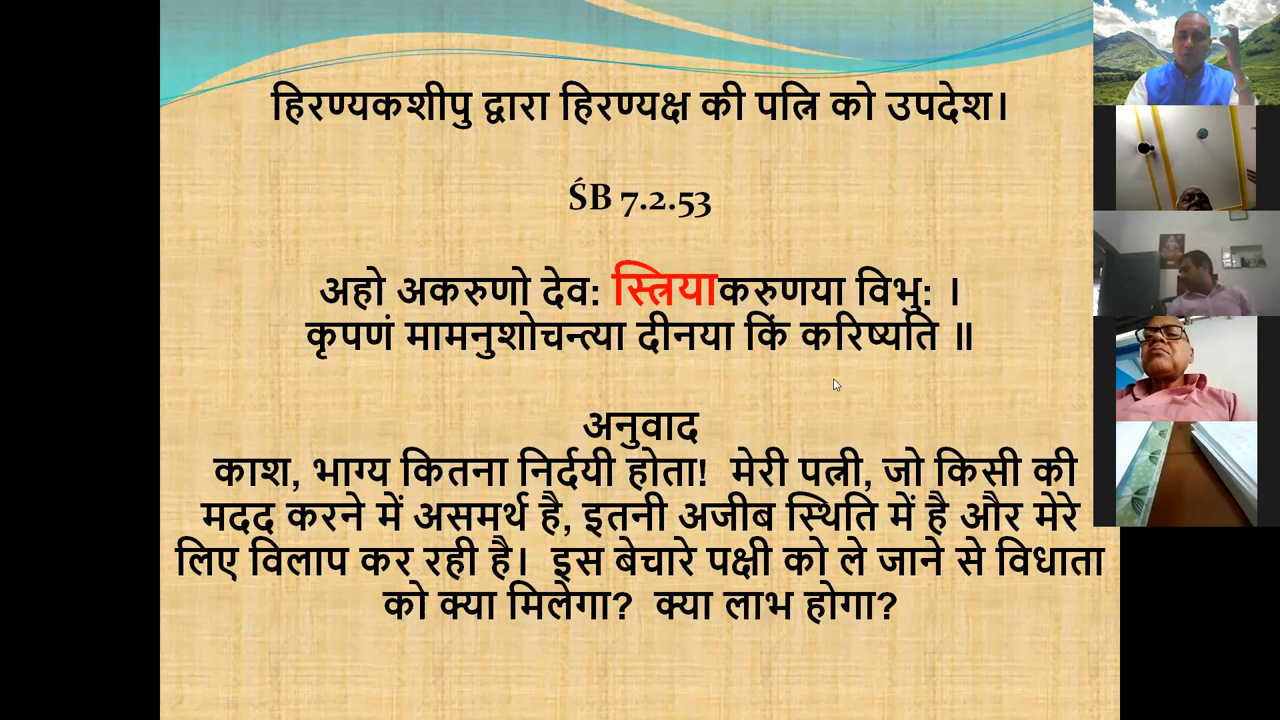 हिरण्यकशीपु द्वारा हिरण्यक्ष की पत्नि को उपदेश।
ŚB 7.2.53
अहो अकरुणो देव: स्त्रियाकरुणया विभु: ।
कृपणं मामनुशोचन्त्या दीनया किं करिष्यति ॥
अनुवाद
काश, भाग्य कितना निर्दयी होता! मेरी पत्नी, जो किसी की
मदद करने में असमर्थ है, इतनी अजीब स्थिति में है और मेरे
लिए विलाप कर रही है। इस बेचारे पक्षी को ले जाने से विधाता
को क्या मिलेगा? क्या लाभ होगा?